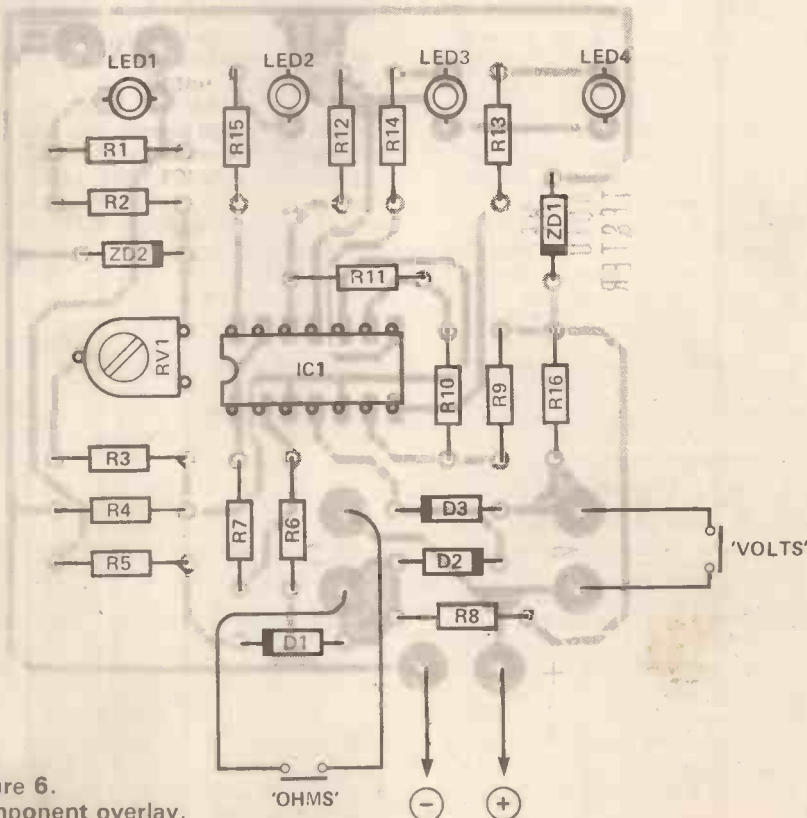 LED1 LED2 LED3 LED4
R1
R15
R12
R14
R13
R2
ZD1
ZD2
R11
RV1
IC1
R10
R9
R16
R3
R4
R7
R6
D3
R5
D2
'VOLTS'
R8
D1
+
'OHMS'
− +
ure 6.
mponent overlay.
TESTER